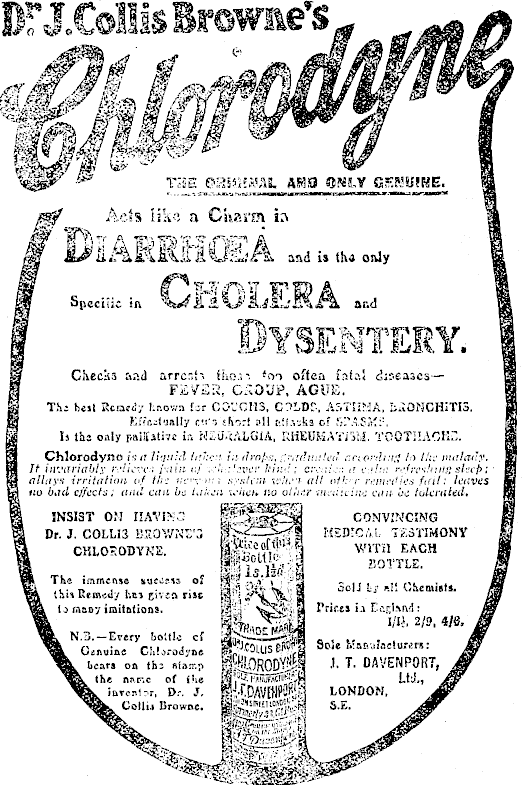 Dr. J. Collis Browne's
Chlorodyne
THE ORIGINAL AND ONLY GENUINE.
Acts like a Charm in
DIARRHŒA and is the only
Specific in CHOLERA and
DYSENTERY.
Checks and arrests those too often fatal diseases—
FEVER, CROUP, AGUE.
The best Remedy known for COUGHS, COLDS, ASTHMA, BRONCHITIS.
Effectually cuts short all attacks of SPASMS.
Is the only palliative in NEURALGIA, RHEUMATISM, TOOTHACHE.
Chlorodyne is a liquid taken in drops, graduated according to the malady.
It invariably relieves pain of whatever kind; creates a calm refreshing sleep;
allays irritation of the nervous system when all other remedies fail; leaves
no bad effects; and can be taken when no other medicine can be tolerated.
INSIST ON HAVING
Dr. J. COLLIS BROWNE'S
CHLORODYNE.
The immense success of
this Remedy has given rise
to many imitations.
N.B.—Every bottle of
Genuine Chlorodyne
bears on the stamp
the name of the
inventor, Dr. J.
Collis Browne.
Price of this
Bottle
1s. 1½d
TRADE MARK
DR J COLLIS BROWNE
CHLORODYNE
SOLE MANUFACTURER
J.T. DAVENPORT
CONVINCING
MEDICAL TESTIMONY
WITH EACH
BOTTLE.
Sold by all Chemists.
Prices in England:
1/1½, 2/9, 4/6.
Sole Manufacturers:
J. T. DAVENPORT,
Ltd.,
LONDON,
S.E.